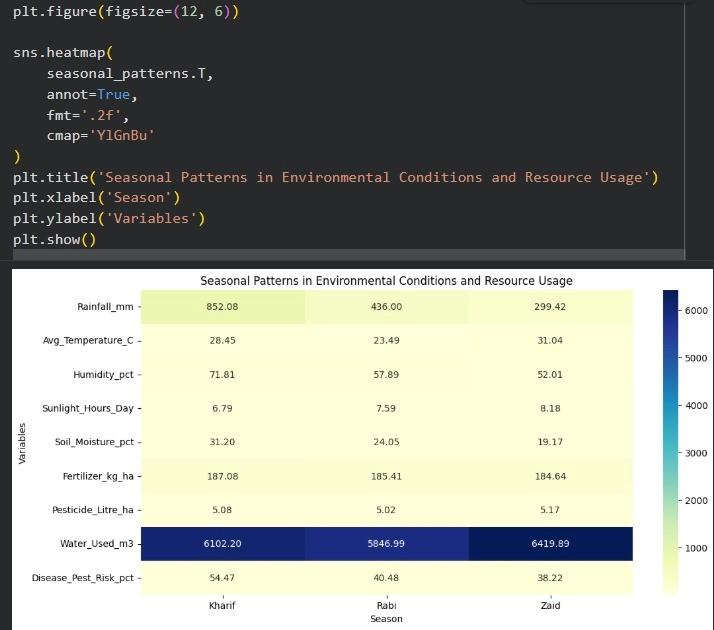 plt.figure(figsize=(12, 6))
sns.heatmap(
    seasonal_patterns.T,
    annot=True,
    fmt='.2f',
    cmap='YlGnBu'
)
plt.title('Seasonal Patterns in Environmental Conditions and Resource Usage')
plt.xlabel('Season')
plt.ylabel('Variables')
plt.show()
Seasonal Patterns in Environmental Conditions and Resource Usage
Rainfall_mm 852.08 436.00 299.42
Avg_Temperature_C 28.45 23.49 31.04
Humidity_pct 71.81 57.89 52.01
Sunlight_Hours_Day 6.79 7.59 8.18
Soil_Moisture_pct 31.20 24.05 19.17
Fertilizer_kg_ha 187.08 185.41 184.64
Pesticide_Litre_ha 5.08 5.02 5.17
Water_Used_m3 6102.20 5846.99 6419.89
Disease_Pest_Risk_pct 54.47 40.48 38.22
Kharif Rabi Zaid
Season
Variables
6000
5000
4000
3000
2000
1000